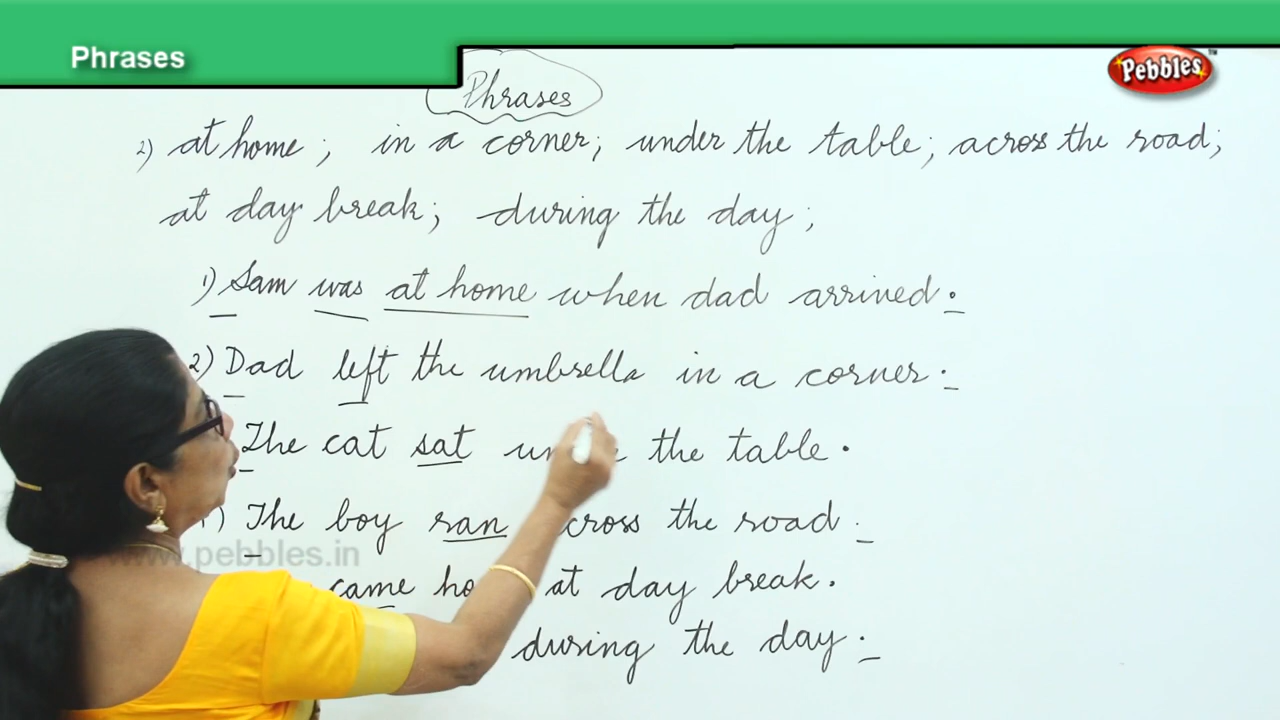 Phrases
Pebbles™
Phrases
2) at home ; in a corner; under the table; across the road;
at day break; during the day ;
1) Sam was at home when dad arrived.
2) Dad left the umbrella in a corner.
The cat sat the table.
The boy ran across the road.
came at day break.
during the day.
www.pebbles.in